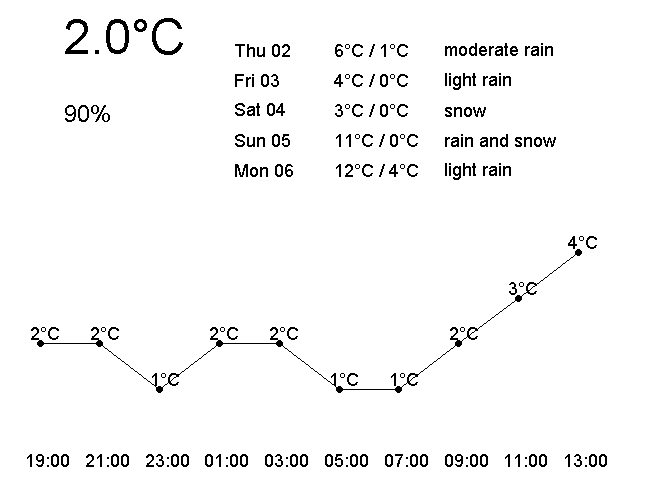 2.0°C
90%
Thu 02 6°C / 1°C moderate rain
Fri 03 4°C / 0°C light rain
Sat 04 3°C / 0°C snow
Sun 05 11°C / 0°C rain and snow
Mon 06 12°C / 4°C light rain
2°C 2°C 1°C 2°C 2°C 1°C 1°C 2°C 3°C 4°C
19:00 21:00 23:00 01:00 03:00 05:00 07:00 09:00 11:00 13:00